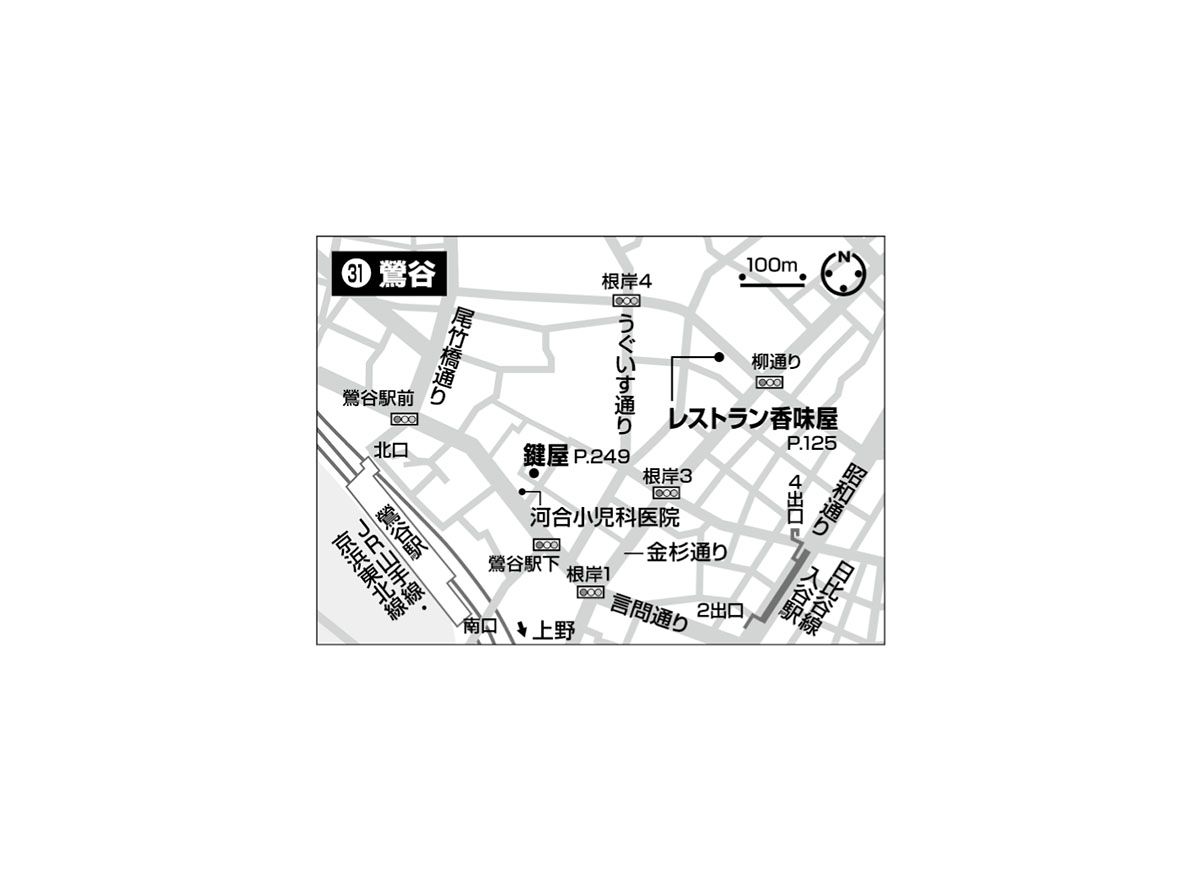 31 鶯谷
100m
N
根岸4
尾竹橋通り
うぐいす通り
柳通り
鶯谷駅前
レストラン香味屋
P.125
北口
鍵屋 P.249
根岸3
4出口
昭和通り
河合小児科医院
鶯谷駅
JR山手線・
京浜東北線
鶯谷駅下
金杉通り
根岸1
言問通り
2出口
日比谷線
入谷駅
南口
上野